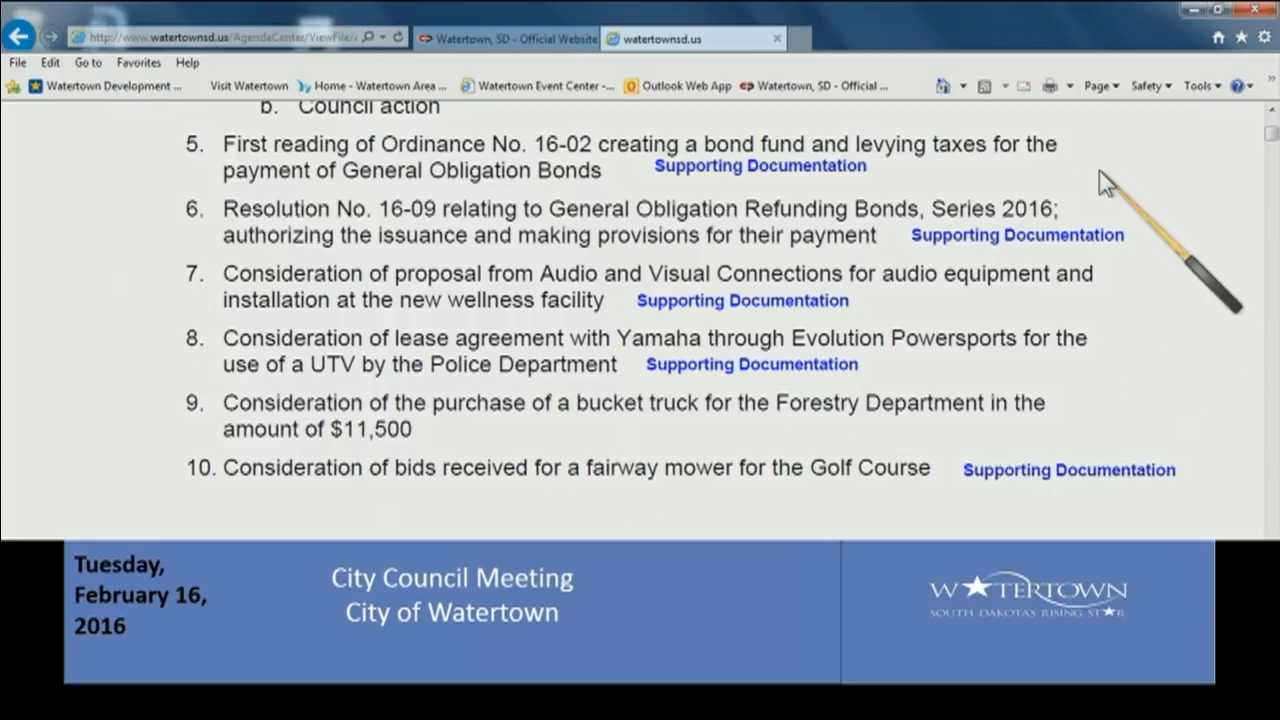 http://www.watertownsd.us/AgendaCenter/ViewFile/
Watertown, SD - Official Website
watertownsd.us
File Edit Go to Favorites Help
Watertown Development ... Visit Watertown Home - Watertown Area ... Watertown Event Center -... Outlook Web App Watertown, SD - Official ... Page Safety Tools
b. Council action
5. First reading of Ordinance No. 16-02 creating a bond fund and levying taxes for the
payment of General Obligation Bonds Supporting Documentation
6. Resolution No. 16-09 relating to General Obligation Refunding Bonds, Series 2016;
authorizing the issuance and making provisions for their payment Supporting Documentation
7. Consideration of proposal from Audio and Visual Connections for audio equipment and
installation at the new wellness facility Supporting Documentation
8. Consideration of lease agreement with Yamaha through Evolution Powersports for the
use of a UTV by the Police Department Supporting Documentation
9. Consideration of the purchase of a bucket truck for the Forestry Department in the
amount of $11,500
10. Consideration of bids received for a fairway mower for the Golf Course Supporting Documentation
Tuesday,
February 16,
2016
City Council Meeting
City of Watertown
WATERTOWN
SOUTH DAKOTA'S RISING STAR